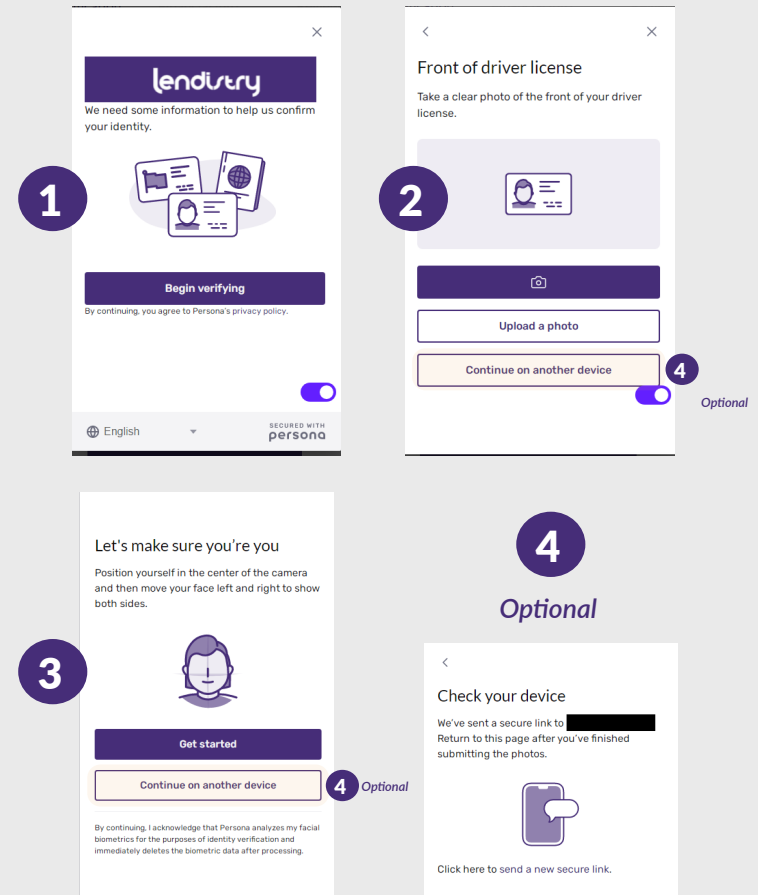 lendistry
We need some information to help us confirm
your identity.
1
Begin verifying
By continuing, you agree to Persona's privacy policy.
English
SECURED WITH
persona
Front of driver license
Take a clear photo of the front of your driver
license.
2
Upload a photo
Continue on another device
4
Optional
Let's make sure you're you
Position yourself in the center of the camera
and then move your face left and right to show
both sides.
3
Get started
Continue on another device
4 Optional
By continuing, I acknowledge that Persona analyzes my facial
biometrics for the purposes of identity verification and
immediately deletes the biometric data after processing.
4
Optional
Check your device
We've sent a secure link to
Return to this page after you've finished
submitting the photos.
Click here to send a new secure link.